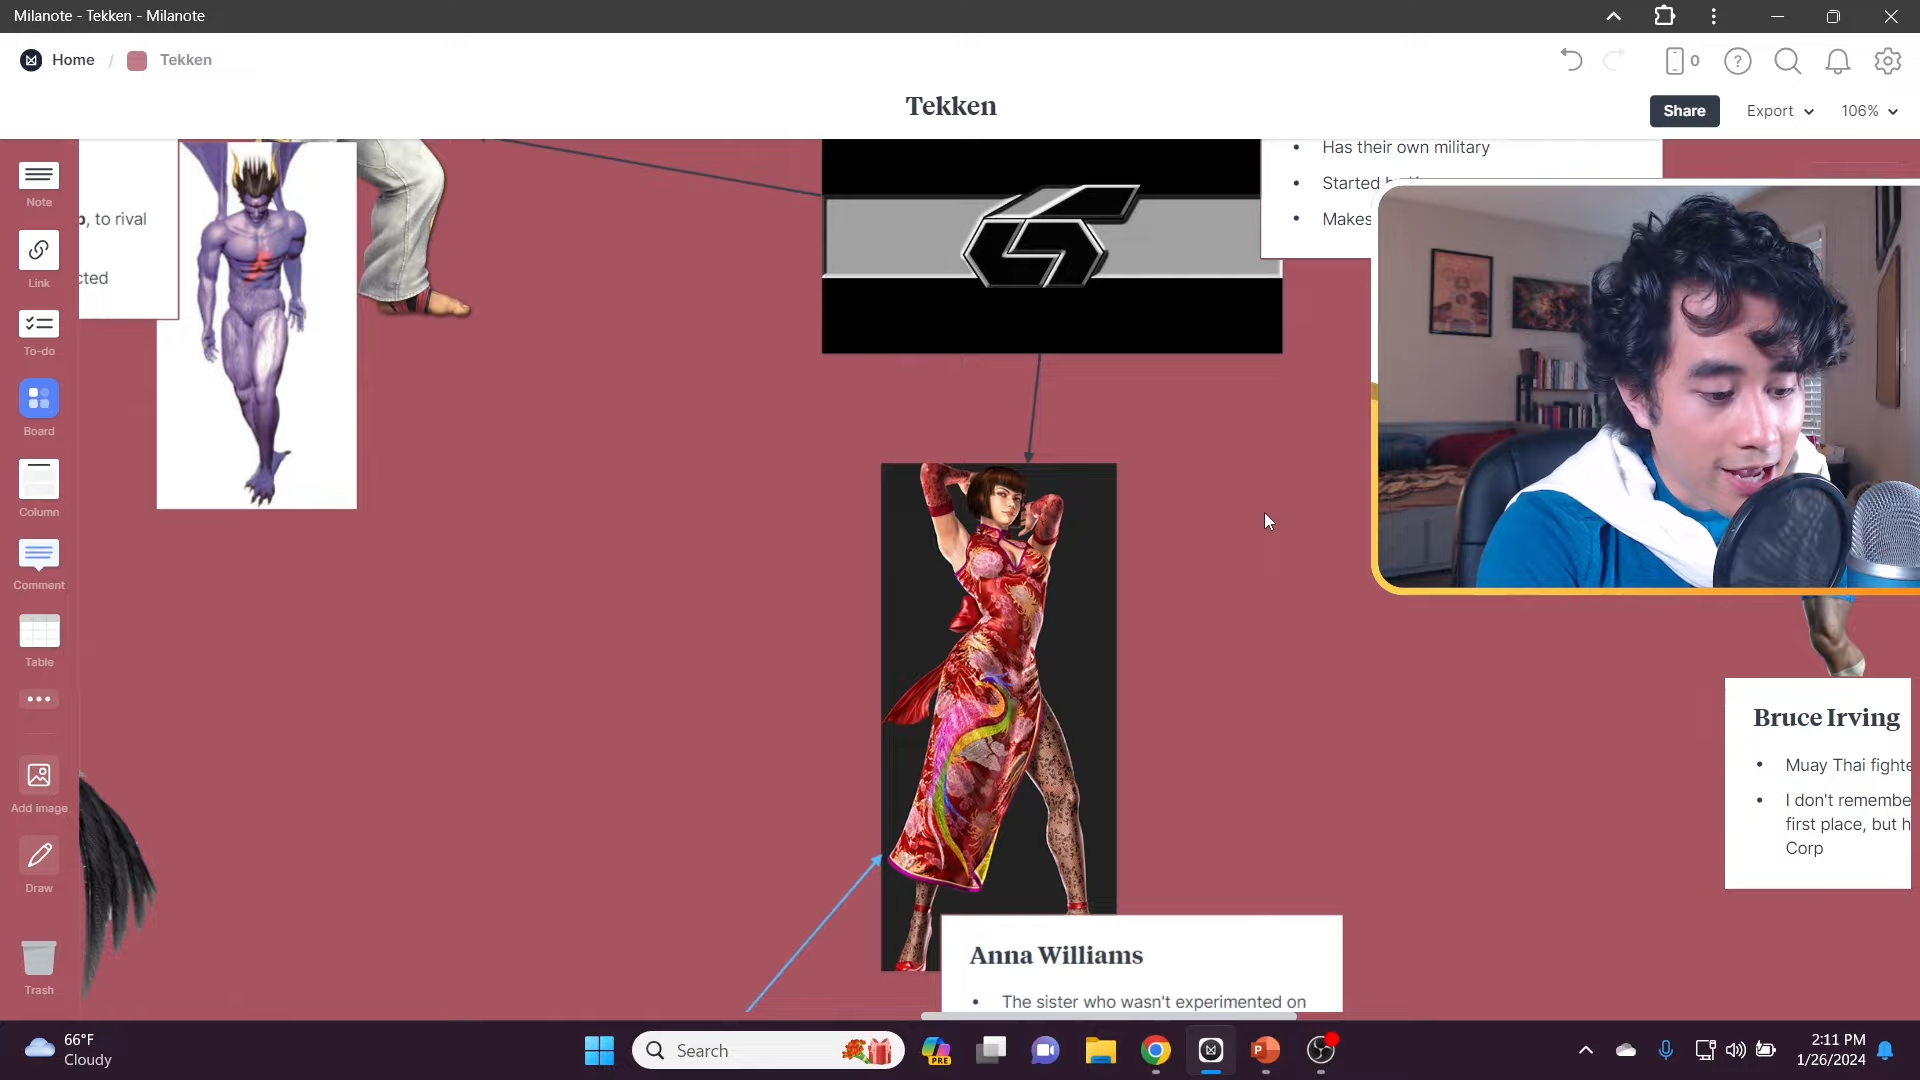 Milanote - Tekken - Milanote
Home / Tekken
0
Tekken
Share
Export
106%
Note
Link
To-do
Board
Column
Comment
Table
Add image
Draw
Trash
, to rival
cted
Has their own military
Started
Makes
Bruce Irving
Muay Thai fighte
I don't remembe
first place, but h
Corp
Anna Williams
The sister who wasn't experimented on
66°F
Cloudy
Search
PRE
2:11 PM
1/26/2024